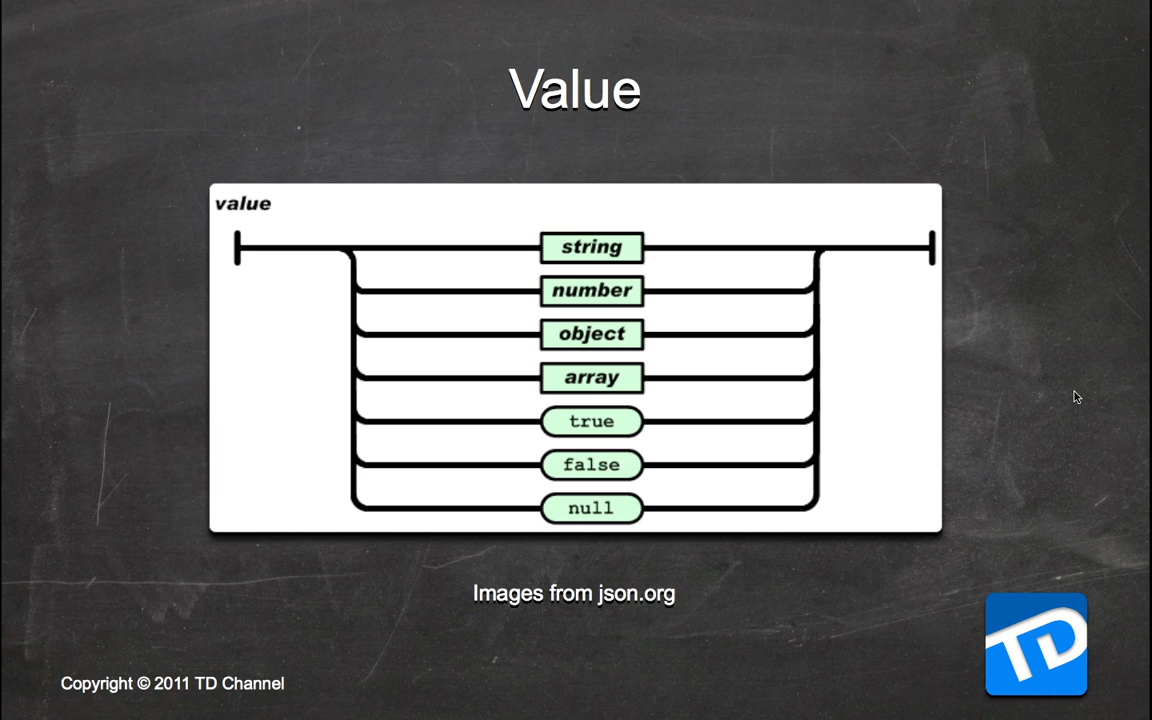 Value
value
string
number
object
array
true
false
null
Images from json.org
TD
Copyright © 2011 TD Channel